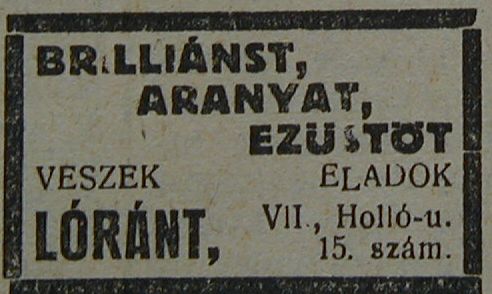 BRILLIÁNST,
ARANYAT,
EZÜSTÖT
VESZEK ELADOK
LÓRÁNT, VII., Holló-u.
15. szám.